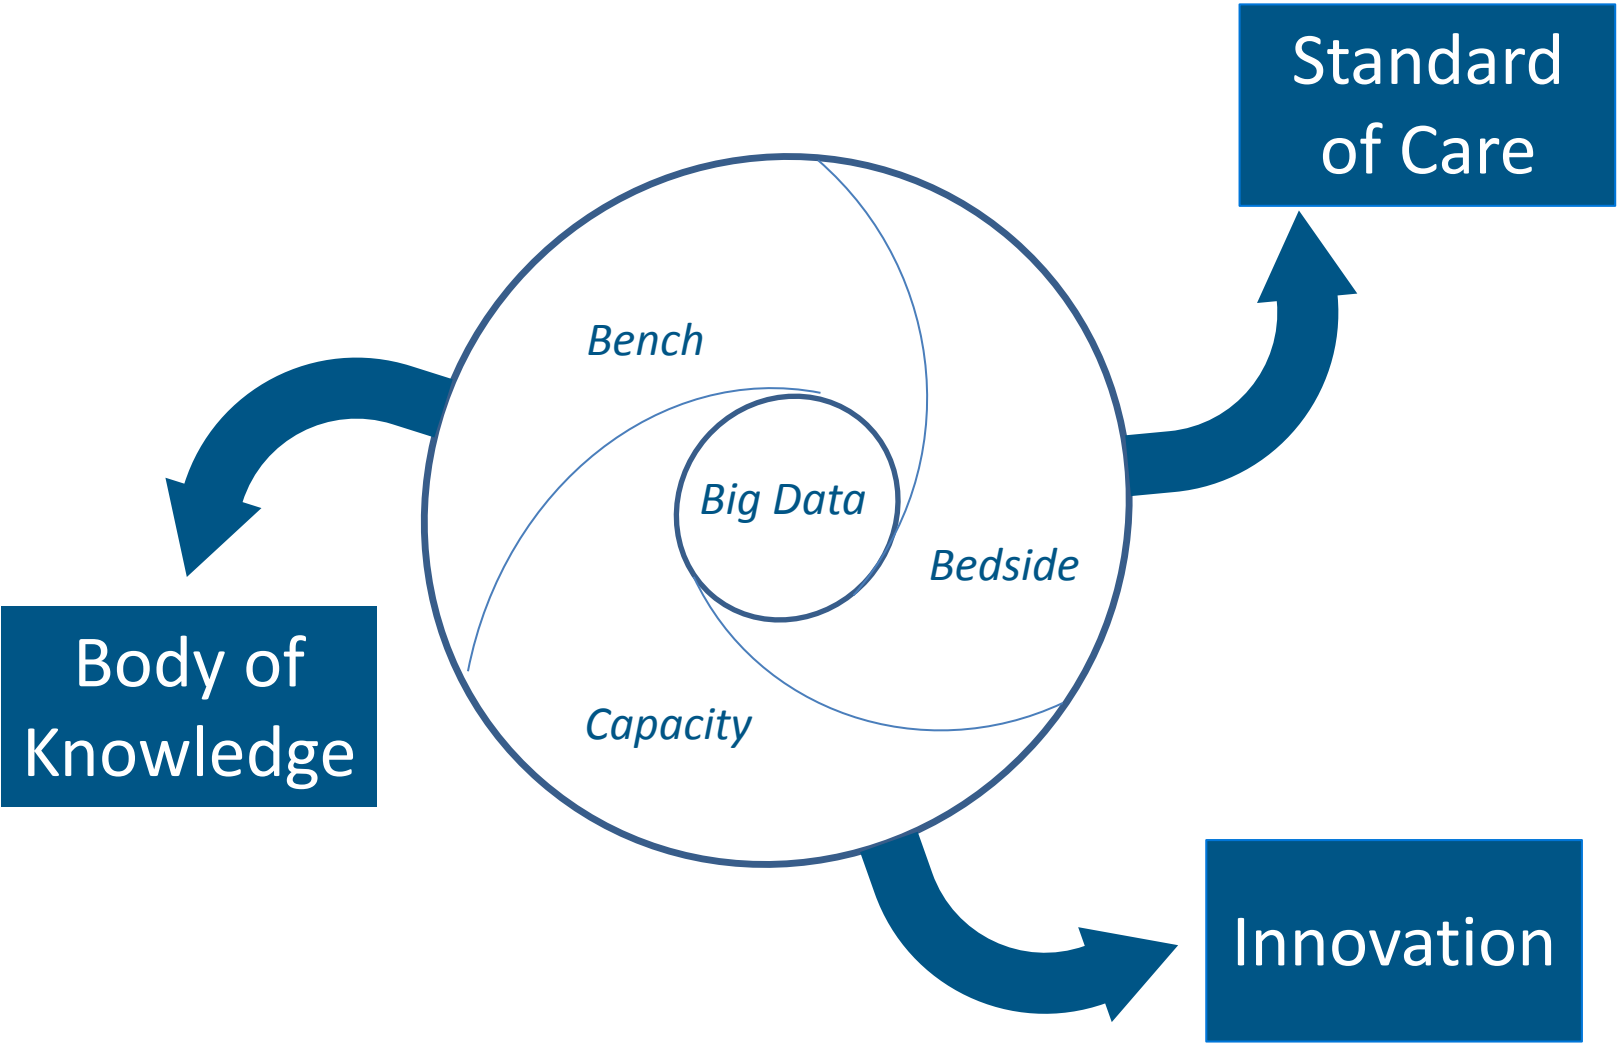 Standard
of Care
Bench
Big Data
Bedside
Body of
Knowledge
Capacity
Innovation